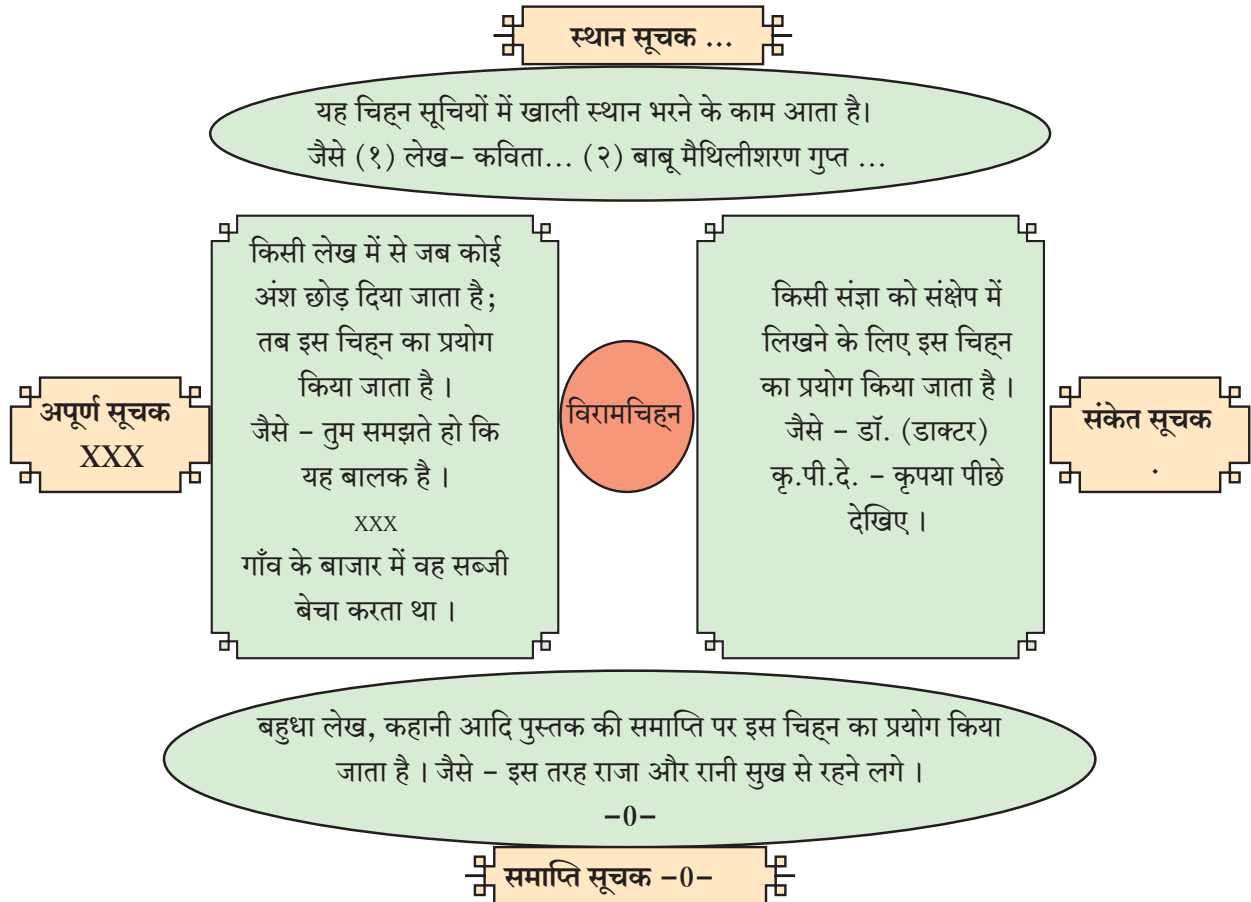 स्थान सूचक ...
यह चिह्‌न सूचियों में खाली स्थान भरने के काम आता है।
जैसे (१) लेख- कविता... (२) बाबू मैथिलीशरण गुप्त ...
किसी लेख में से जब कोई
अंश छोड़ दिया जाता है;
तब इस चिह्‌न का प्रयोग
किया जाता है ।
जैसे - तुम समझते हो कि
यह बालक है ।
xxx
गाँव के बाजार में वह सब्जी
बेचा करता था ।
अपूर्ण सूचक
XXX
विरामचिह्‌न
किसी संज्ञा को संक्षेप में
लिखने के लिए इस चिह्‌न
का प्रयोग किया जाता है ।
जैसे - डॉ. (डाक्टर)
कृ.पी.दे. - कृपया पीछे
देखिए ।
संकेत सूचक
.
बहुधा लेख, कहानी आदि पुस्तक की समाप्ति पर इस चिह्‌न का प्रयोग किया
जाता है । जैसे - इस तरह राजा और रानी सुख से रहने लगे ।
-0-
समाप्ति सूचक -0-